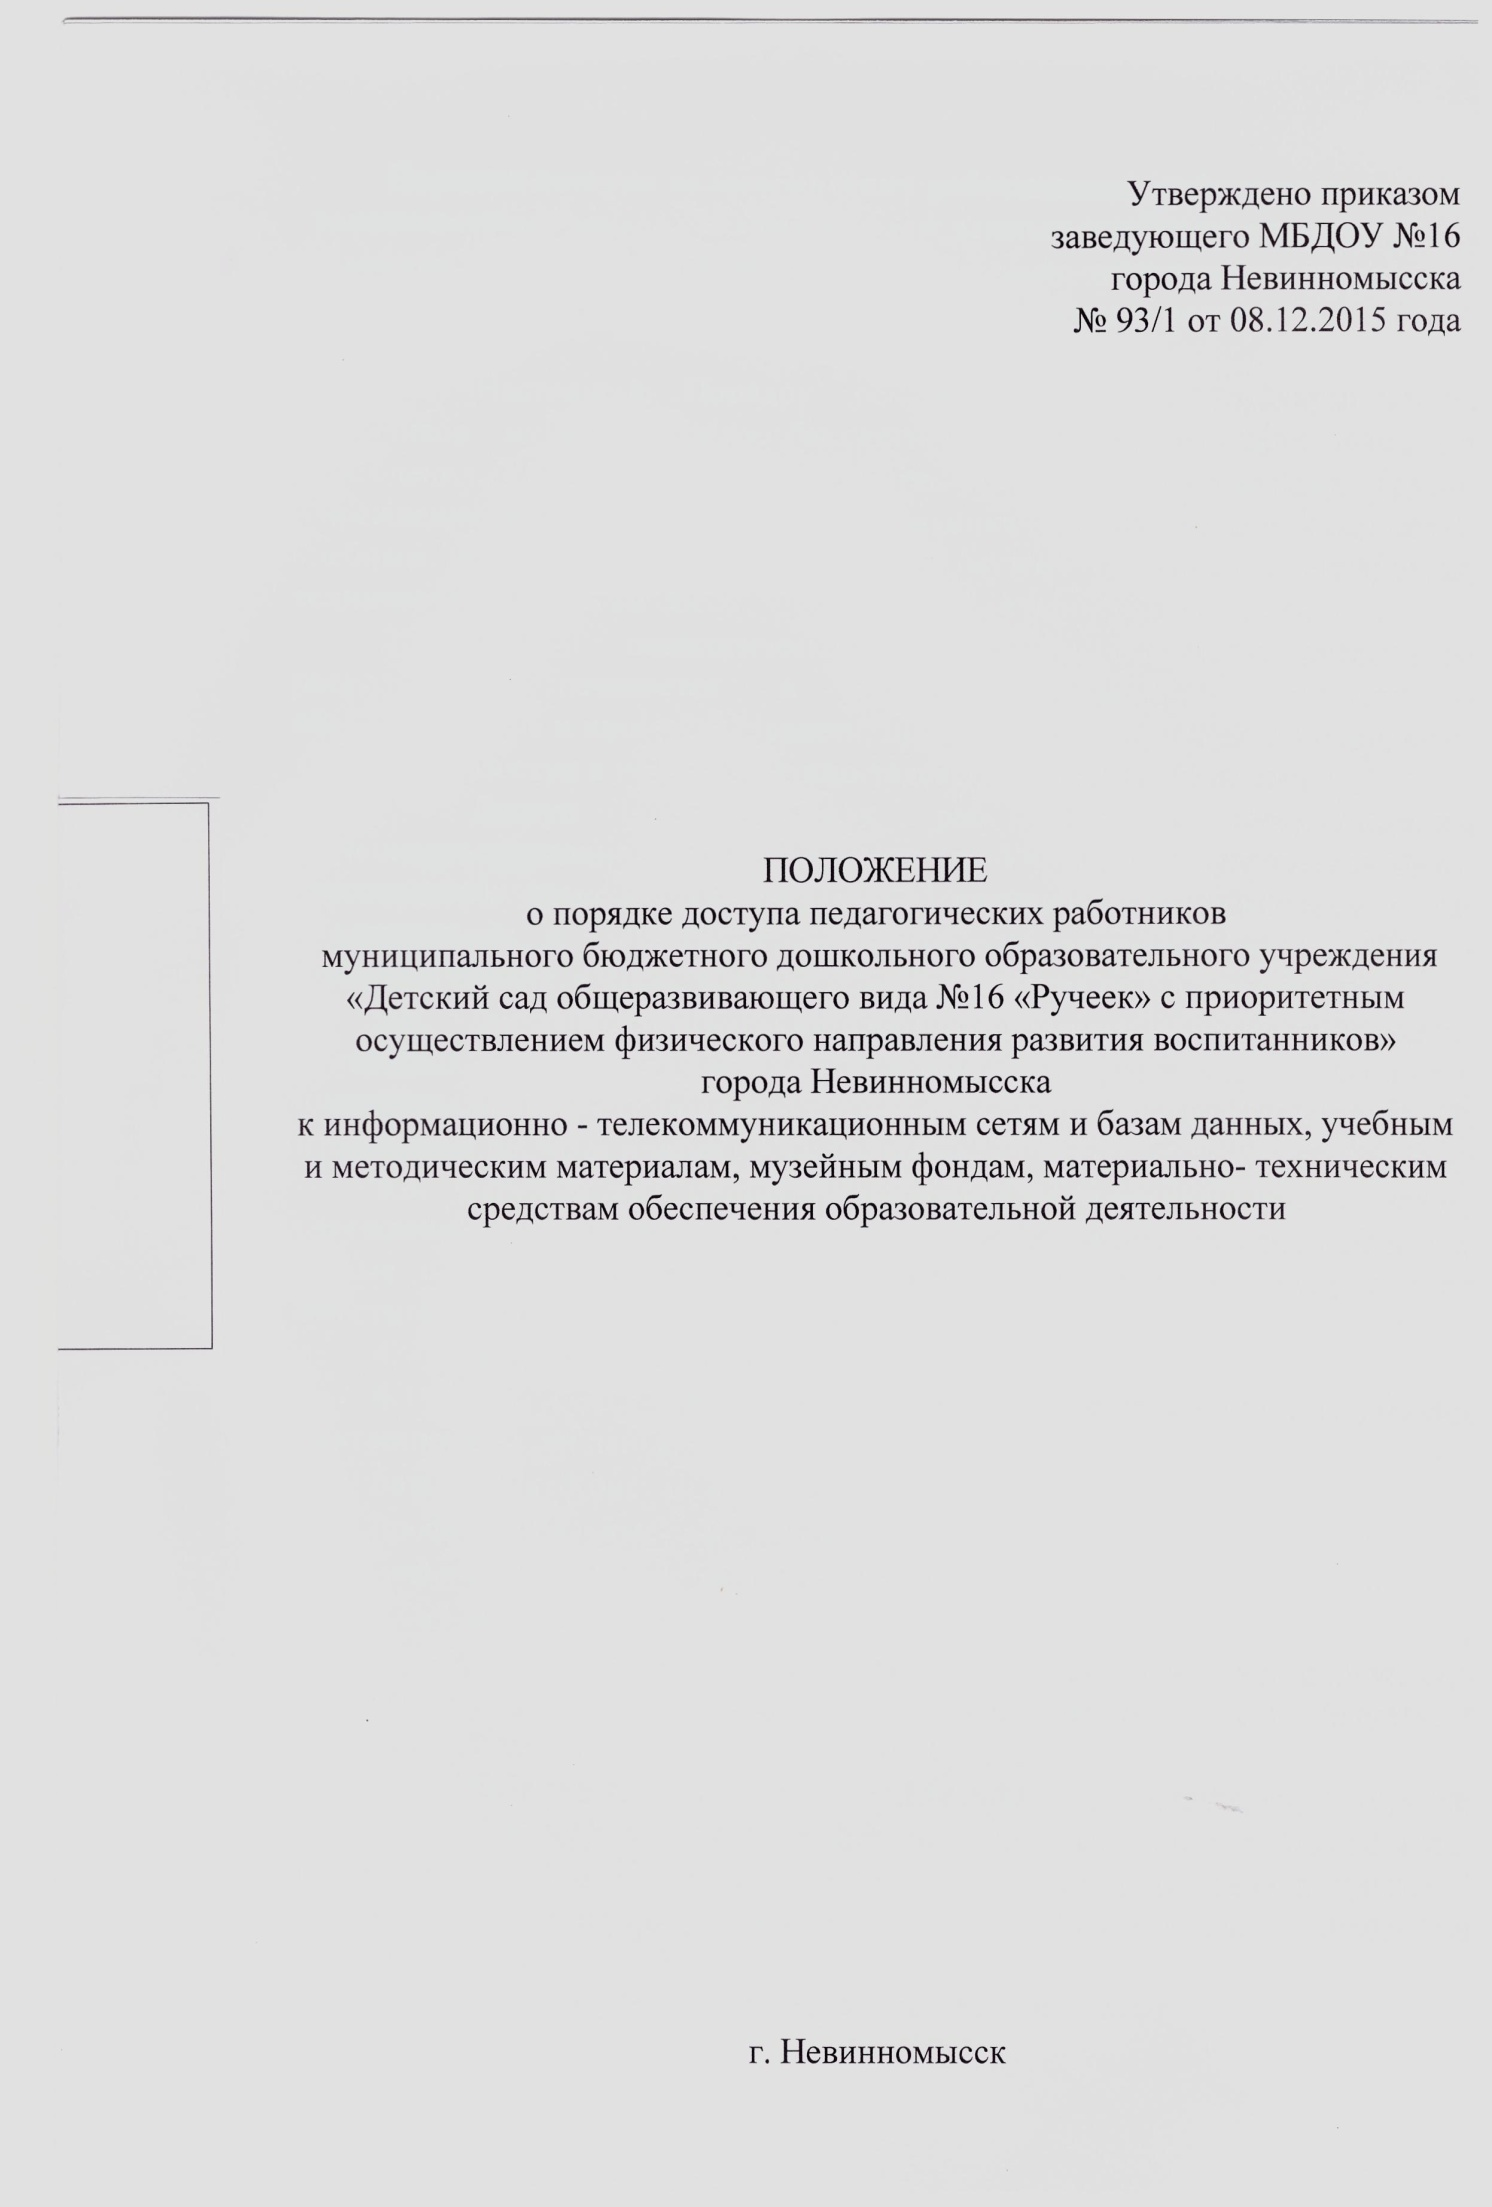 Утверждено приказом
заведующего МБДОУ №16
города Невинномысска
№ 93/1 от 08.12.2015 года
ПОЛОЖЕНИЕ
о порядке доступа педагогических работников
муниципального бюджетного дошкольного образовательного учреждения
«Детский сад общеразвивающего вида №16 «Ручеек» с приоритетным
осуществлением физического направления развития воспитанников»
города Невинномысска
к информационно - телекоммуникационным сетям и базам данных, учебным
и методическим материалам, музейным фондам, материально- техническим
средствам обеспечения образовательной деятельности
г. Невинномысск